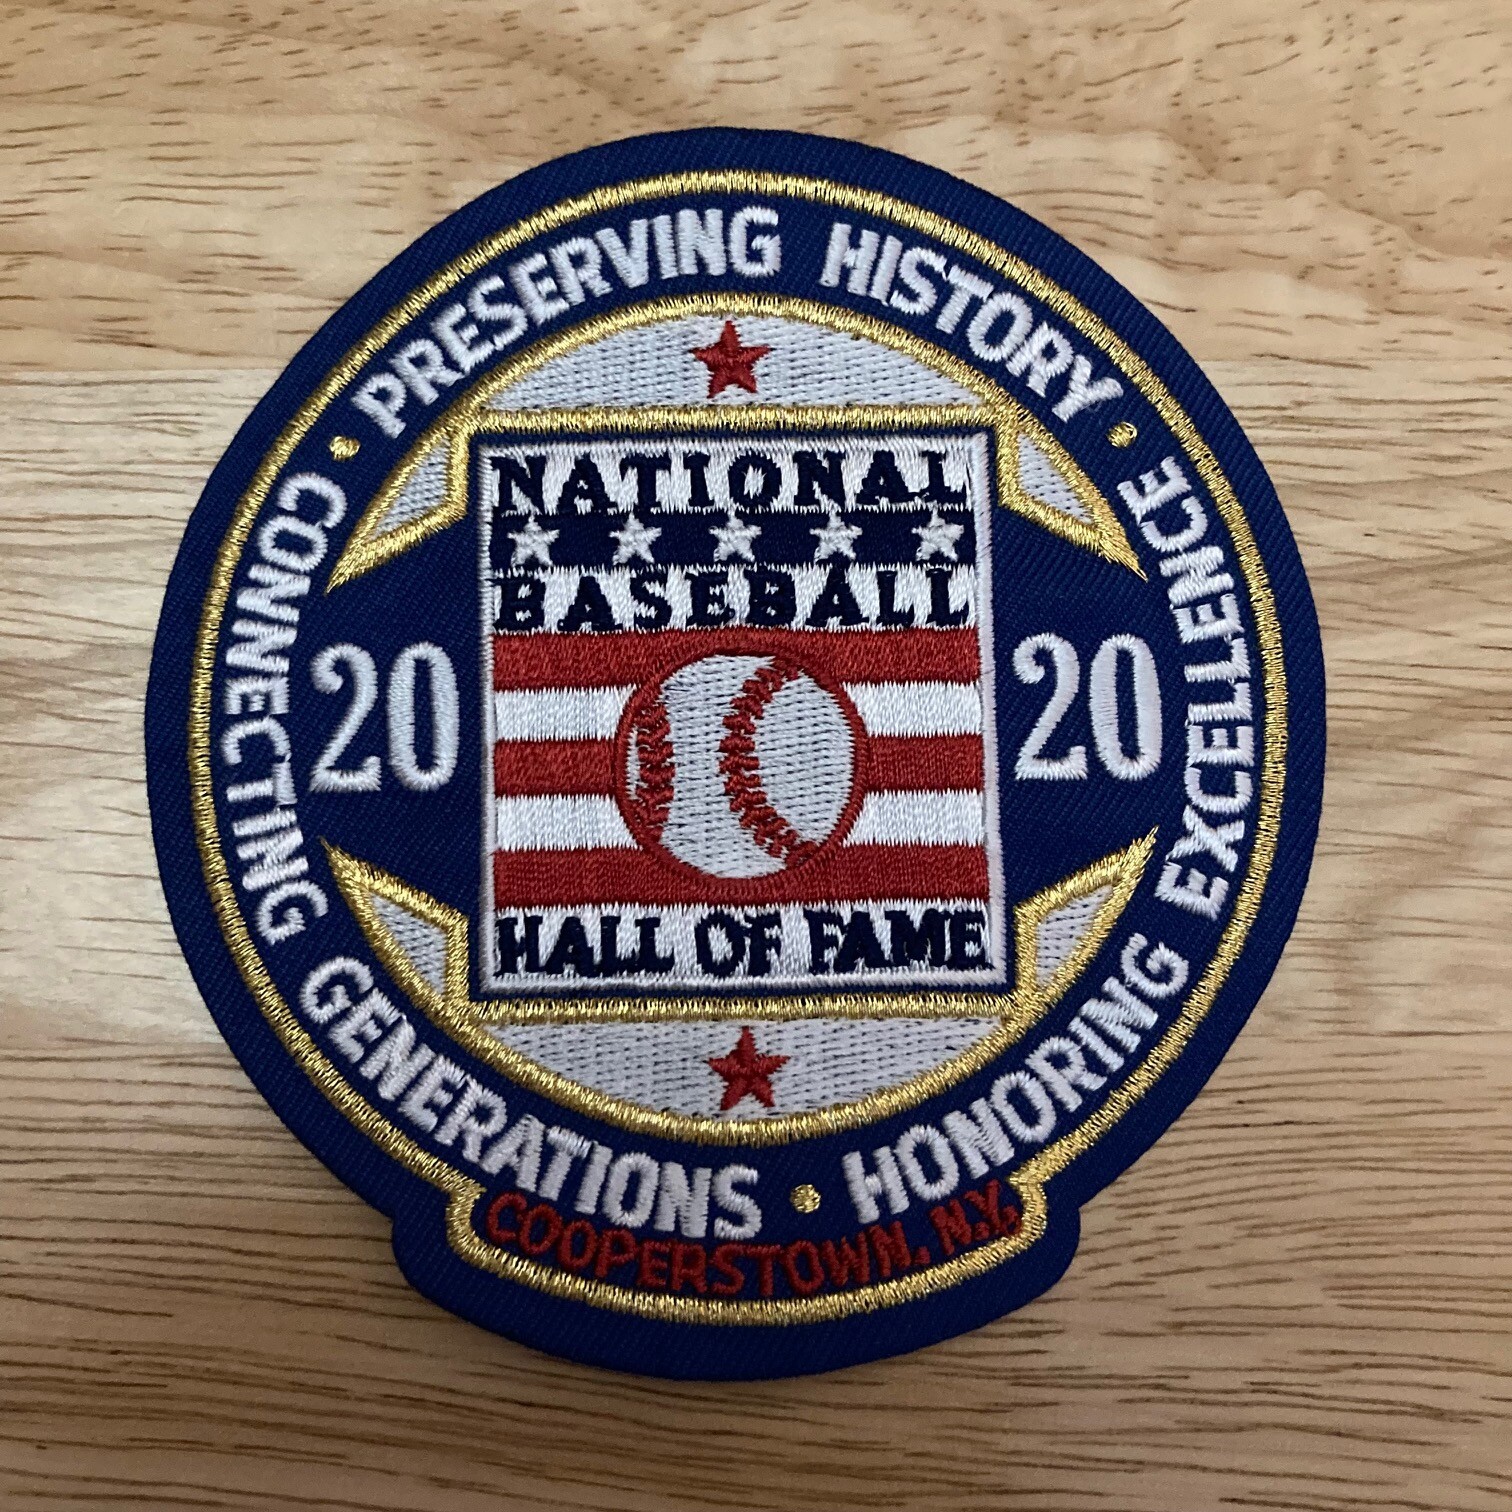 PRESERVING HISTORY • HONORING EXCELLENCE • CONNECTING GENERATIONS
NATIONAL
BASEBALL
HALL OF FAME
20 20
COOPERSTOWN, N.Y.